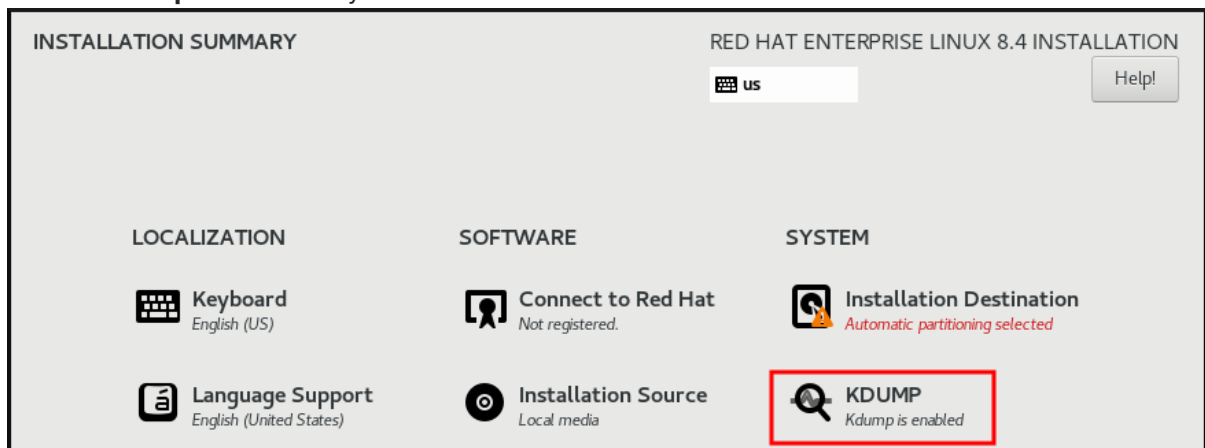 INSTALLATION SUMMARY
RED HAT ENTERPRISE LINUX 8.4 INSTALLATION
us
Help!
LOCALIZATION
SOFTWARE
SYSTEM
Keyboard
English (US)
Connect to Red Hat
Not registered.
Installation Destination
Automatic partitioning selected
Language Support
English (United States)
Installation Source
Local media
KDUMP
Kdump is enabled